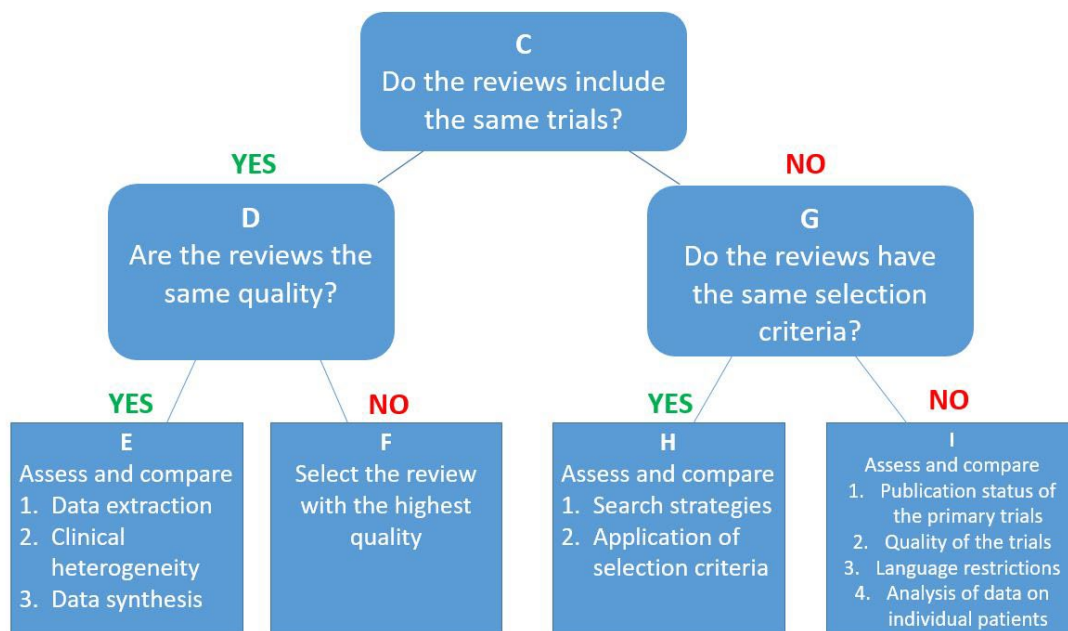 C
Do the reviews include
the same trials?
YES
NO
D
Are the reviews the
same quality?
G
Do the reviews have
the same selection
criteria?
YES
NO
YES
NO
E
Assess and compare
1. Data extraction
2. Clinical
heterogeneity
3. Data synthesis
F
Select the review
with the highest
quality
H
Assess and compare
1. Search strategies
2. Application of
selection criteria
I
Assess and compare
1. Publication status of
the primary trials
2. Quality of the trials
3. Language restrictions
4. Analysis of data on
individual patients